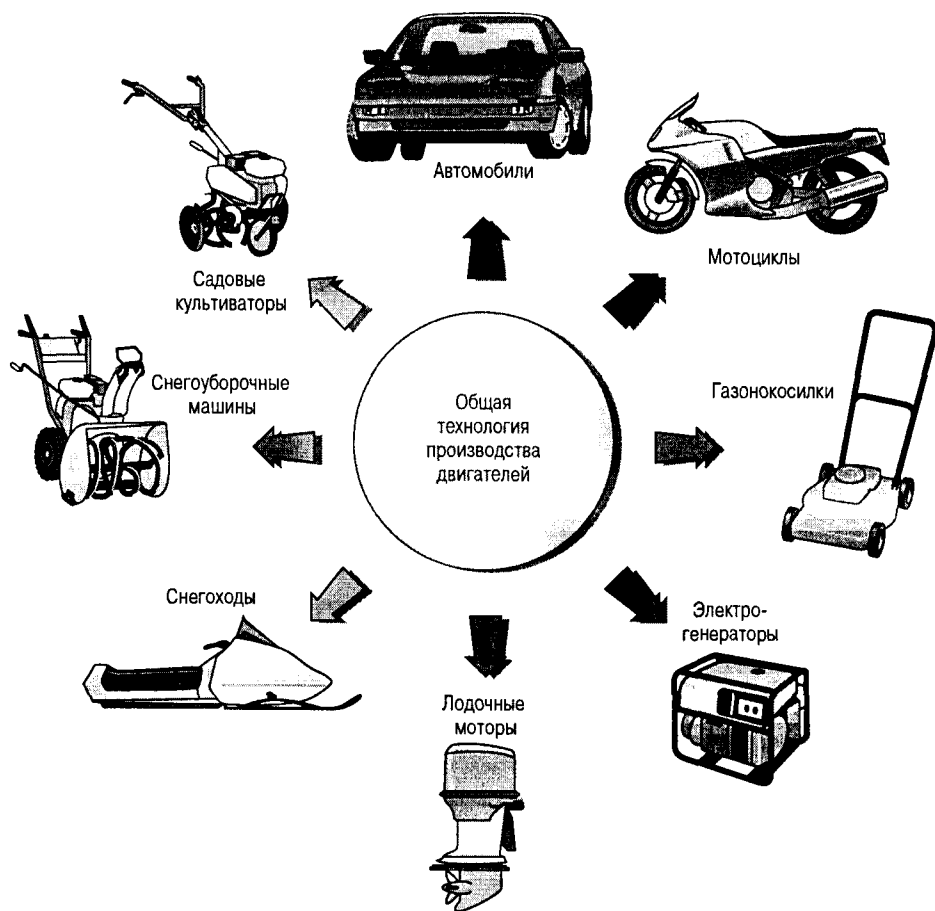 Автомобили
Мотоциклы
Садовые
культиваторы
Снегоуборочные
машины
Газонокосилки
Общая
технология
производства
двигателей
Снегоходы
Электро-
генераторы
Лодочные
моторы